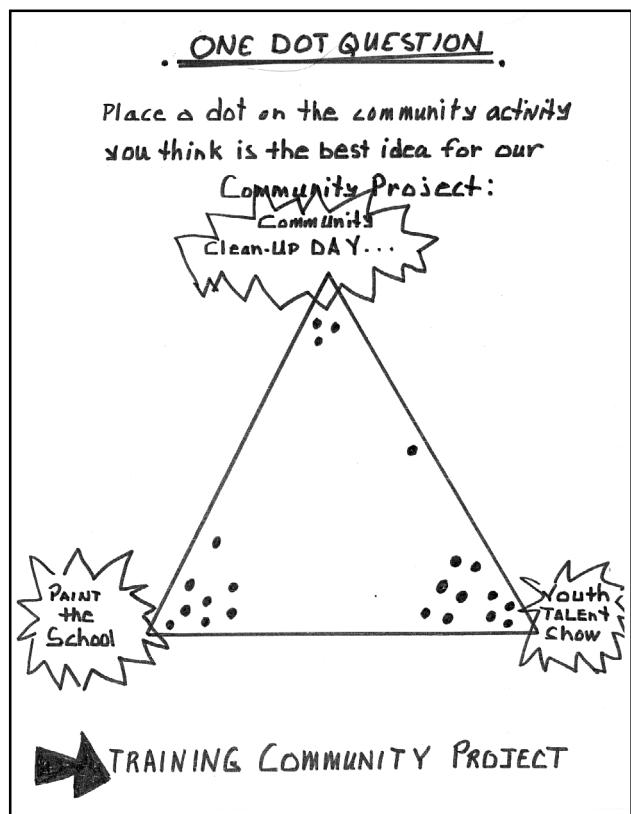 ONE DOT QUESTION
Place a dot on the community activity
you think is the best idea for our
Community Project:
Community
Clean-UP DAY...
PAINT
the
School
Youth
TALENT
Show
TRAINING COMMUNITY PROJECT